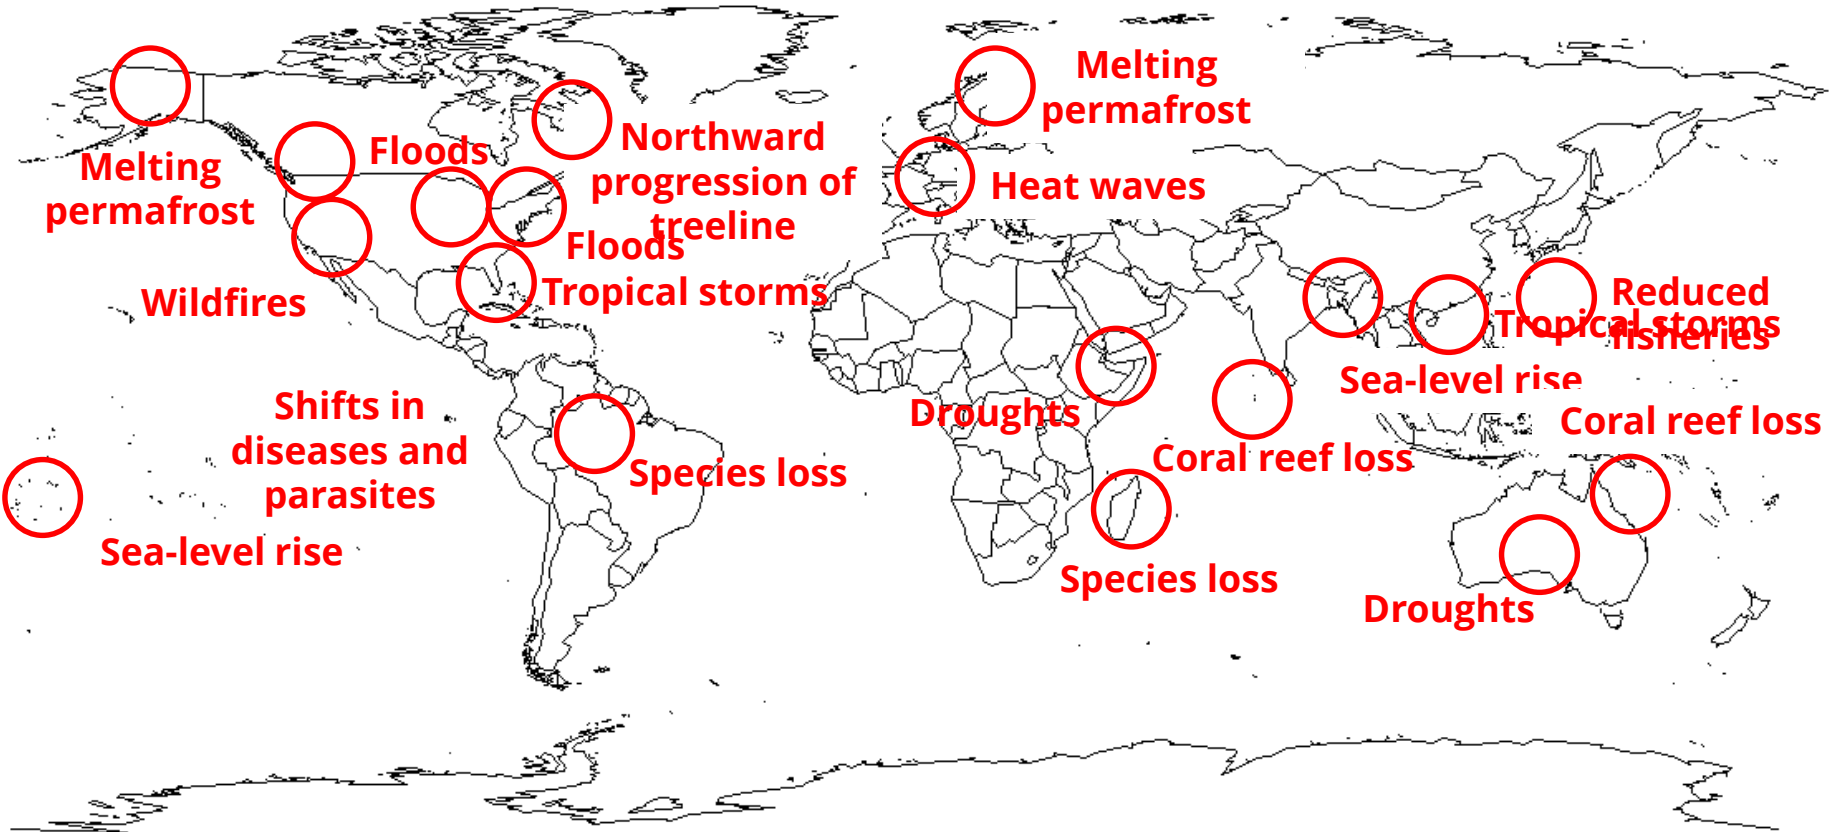 Melting
permafrost
Floods
Northward
progression of
treeline
Melting
permafrost
Heat waves
Floods
Tropical storms
Wildfires
Reduced
fisheries
Tropical storms
Sea-level rise
Shifts in
diseases and
parasites
Species loss
Droughts
Coral reef loss
Coral reef loss
Sea-level rise
Species loss
Droughts